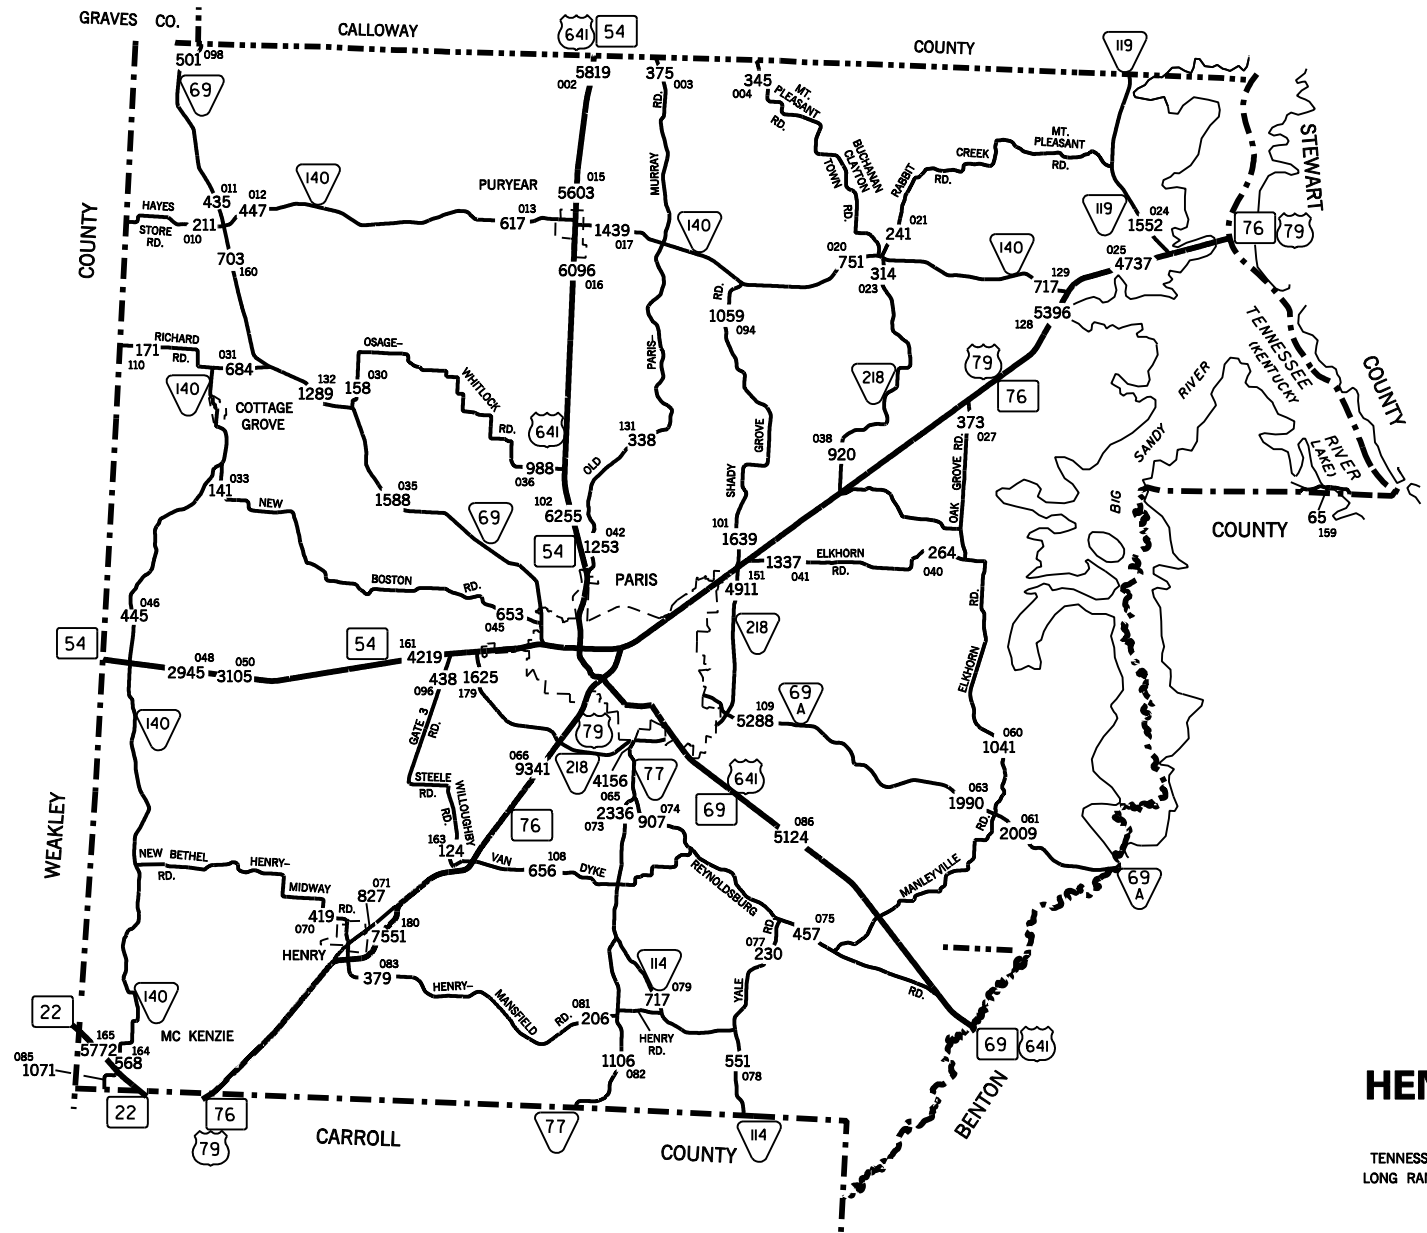 GRAVES CO.
CALLOWAY
641 54
COUNTY
119
501 098
5819
002
375
003
345
004
69
RD.
MT.
PLEASANT
RD.
STEWART
MT.
PLEASANT
RD.
CREEK
RD.
RABBIT
BUCHANAN
CLAYTON
TOWN
RD.
MURRAY
140
PURYEAR
015
5603
011
435
012
447
HAYES
STORE
RD.
211
010
013
617
1439
017
140
021
241
119
024
1552
76 79
COUNTY
703
160
6096
016
020
751
314
023
140
025
4737
129
717
5396
128
RD.
1059
094
TENNESSEE
(KENTUCKY
RIVER
LAKE)
COUNTY
RICHARD
RD.
171
110
031
684
OSAGE-
WHITLOCK
RD.
PARIS-
79
76
218
RIVER
SANDY
BIG
140
COTTAGE
GROVE
132
1289
158
030
641
131
338
GROVE
SHADY
038
920
373
027
OAK GROVE RD.
988
036
OLD
033
141
NEW
035
1588
69
102
6255
54
042
1253
101
1639
65
159
COUNTY
PARIS
151
4911
1337
041
ELKHORN
RD.
264
040
BOSTON
RD.
653
045
046
445
RD.
ELKHORN
218
54
54
161
4219
048
2945
050
3105
438
096
1625
179
GATE 3
RD.
69
A
109
5288
140
79
060
1041
066
9341
218
4156
065
77
641
69
063
1990
RD.
061
2009
STEELE
RD.
WILLOUGHBY
RD.
WEAKLEY
76
2336
073
907
074
086
5124
163
124
VAN
656
108
DYKE
REYNOLDSBURG
RD.
MANLEYVILLE
69
A
NEW BETHEL
RD.
HENRY-
MIDWAY
RD.
071
827
419
070
180
7551
HENRY
075
457
077
230
083
379
HENRY-
MANSFIELD
RD.
114
717
079
YALE
RD.
081
206
HENRY
RD.
22
140
MC KENZIE
165
5772
164
568
085
1071
1106
082
551
078
69 641
22
76
79
CARROLL
77
COUNTY
114
BENTON
HEN
TENNESS
LONG RAN